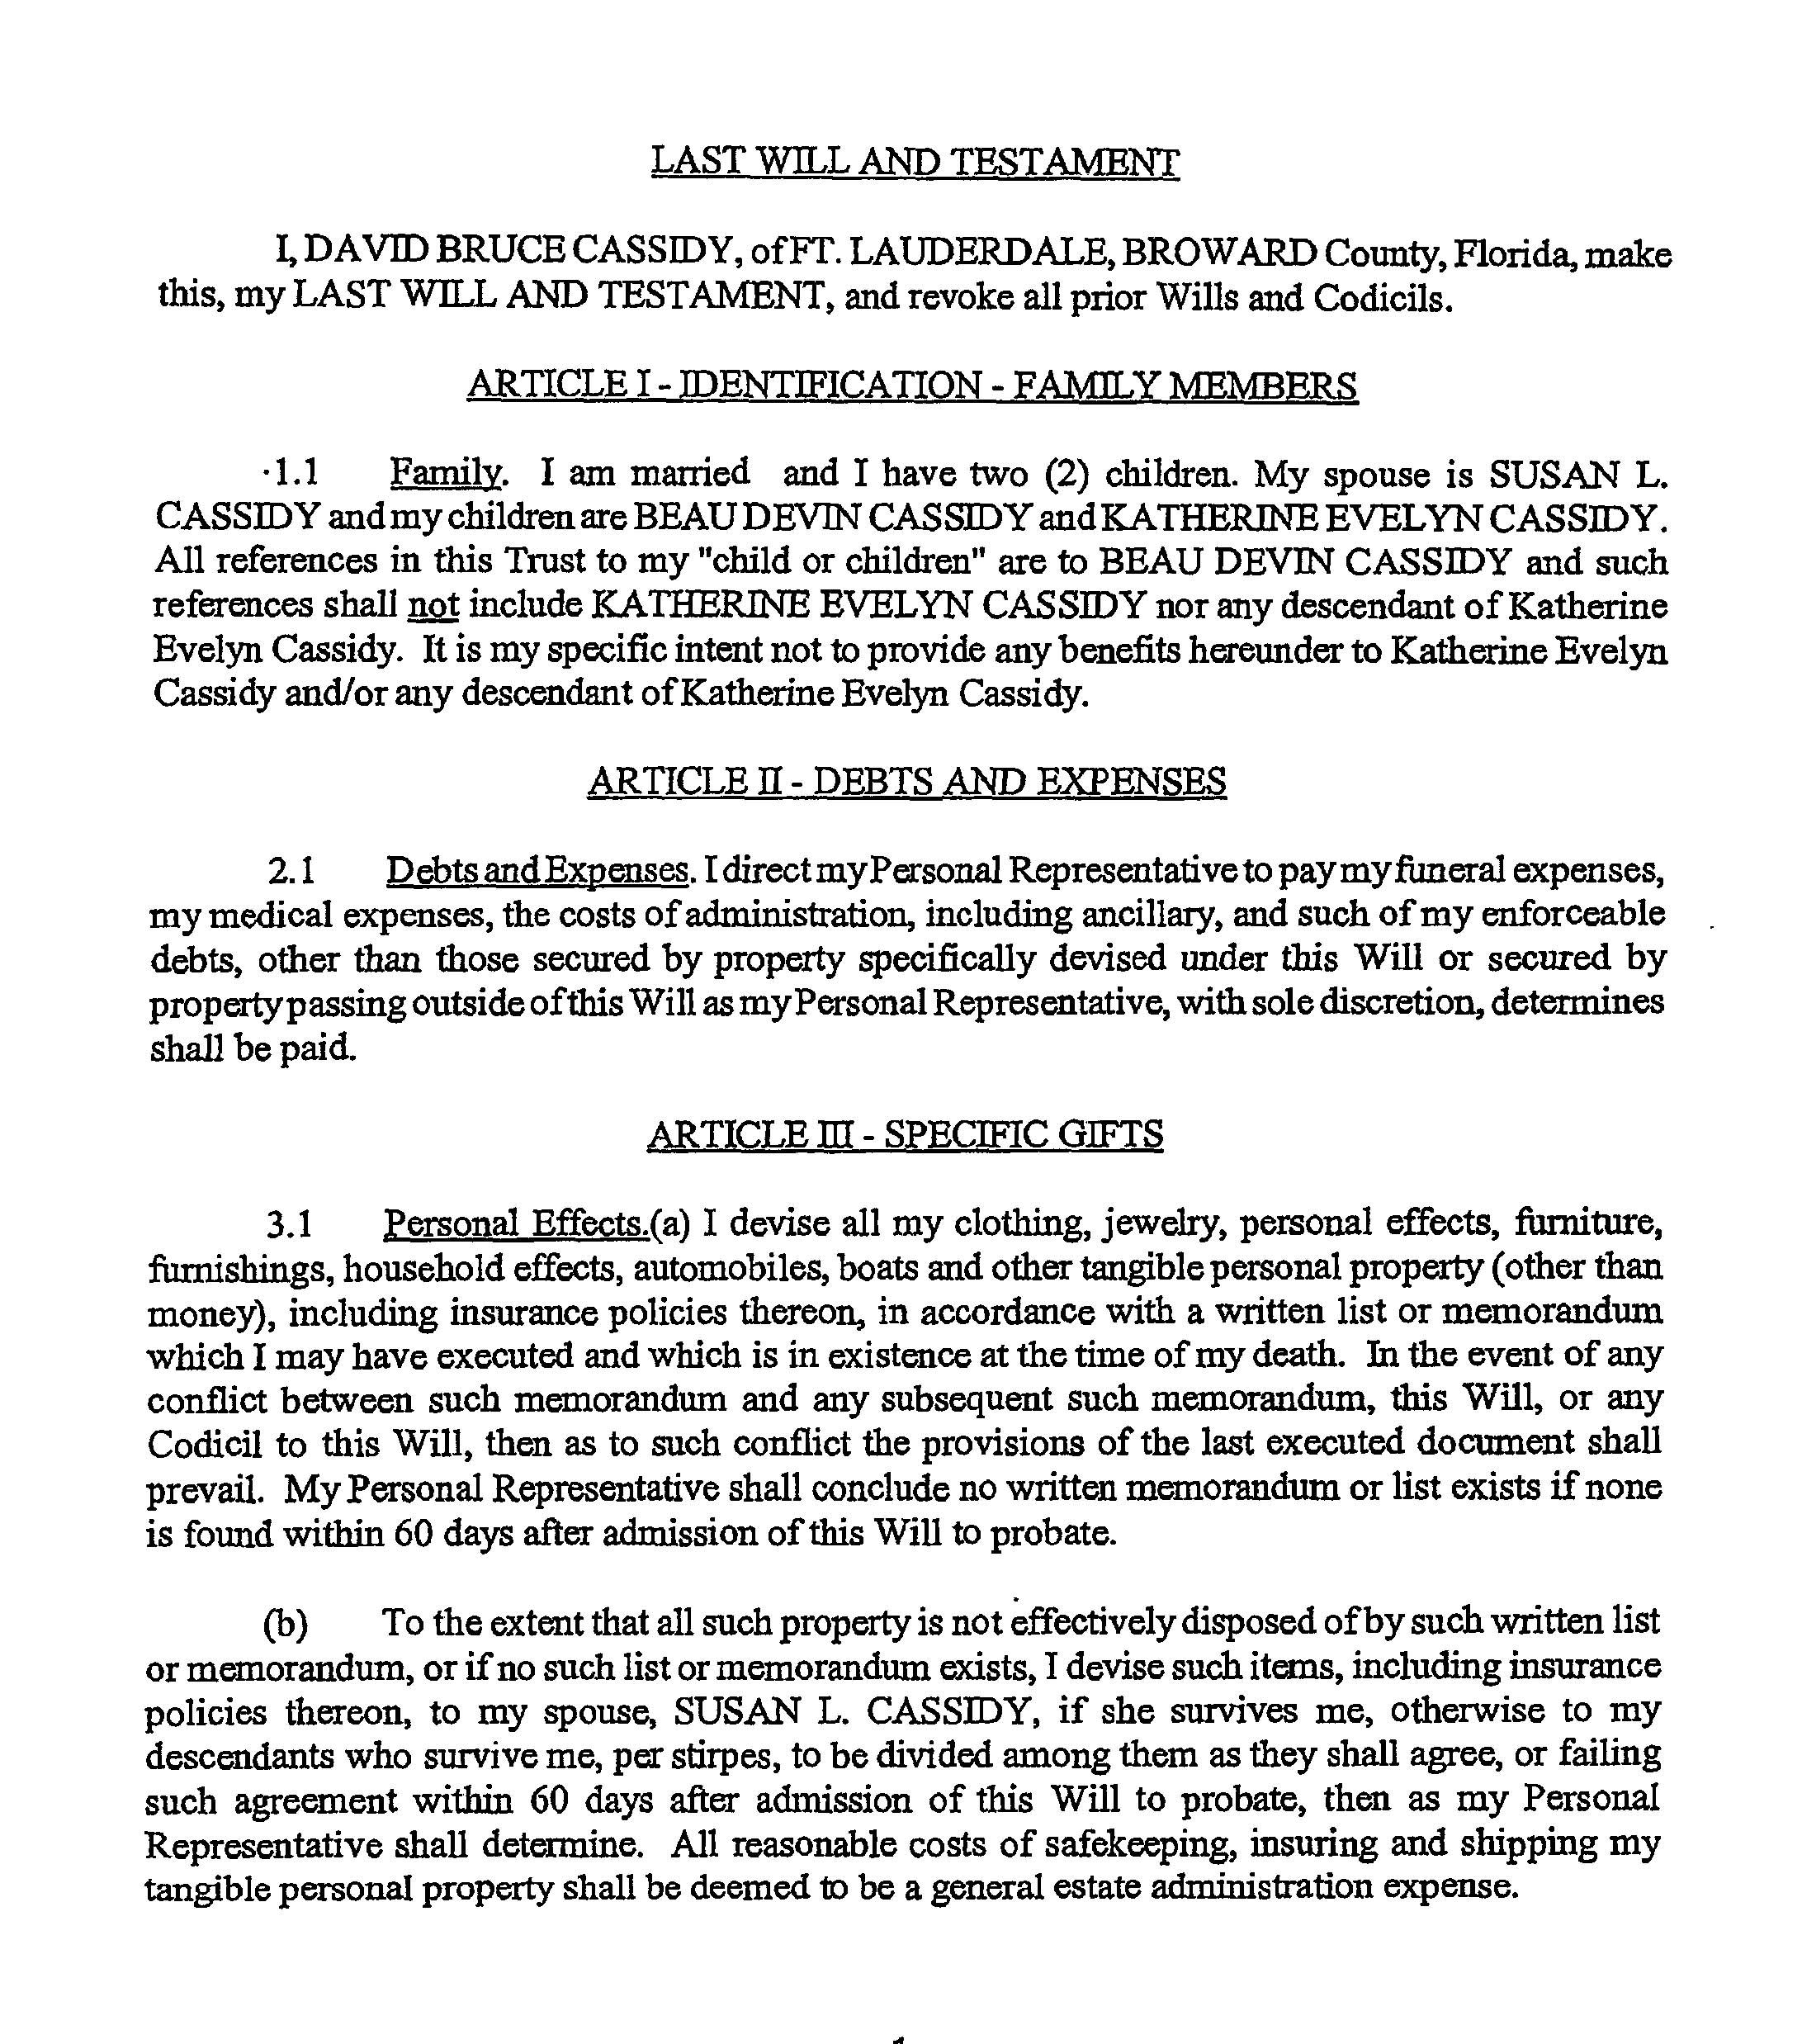 LAST WILL AND TESTAMENT
I, DAVID BRUCE CASSIDY, of FT. LAUDERDALE, BROWARD County, Florida, make
this, my LAST WILL AND TESTAMENT, and revoke all prior Wills and Codicils.
ARTICLE I - IDENTIFICATION - FAMILY MEMBERS
1.1 Family. I am married and I have two (2) children. My spouse is SUSAN L.
CASSIDY and my children are BEAU DEVIN CASSIDY and KATHERINE EVELYN CASSIDY.
All references in this Trust to my "child or children" are to BEAU DEVIN CASSIDY and such
references shall not include KATHERINE EVELYN CASSIDY nor any descendant of Katherine
Evelyn Cassidy. It is my specific intent not to provide any benefits hereunder to Katherine Evelyn
Cassidy and/or any descendant of Katherine Evelyn Cassidy.
ARTICLE II - DEBTS AND EXPENSES
2.1 Debts and Expenses. I direct my Personal Representative to pay my funeral expenses,
my medical expenses, the costs of administration, including ancillary, and such of my enforceable
debts, other than those secured by property specifically devised under this Will or secured by
property passing outside of this Will as my Personal Representative, with sole discretion, determines
shall be paid.
ARTICLE III - SPECIFIC GIFTS
3.1 Personal Effects.(a) I devise all my clothing, jewelry, personal effects, furniture,
furnishings, household effects, automobiles, boats and other tangible personal property (other than
money), including insurance policies thereon, in accordance with a written list or memorandum
which I may have executed and which is in existence at the time of my death. In the event of any
conflict between such memorandum and any subsequent such memorandum, this Will, or any
Codicil to this Will, then as to such conflict the provisions of the last executed document shall
prevail. My Personal Representative shall conclude no written memorandum or list exists if none
is found within 60 days after admission of this Will to probate.
(b) To the extent that all such property is not effectively disposed of by such written list
or memorandum, or if no such list or memorandum exists, I devise such items, including insurance
policies thereon, to my spouse, SUSAN L. CASSIDY, if she survives me, otherwise to my
descendants who survive me, per stirpes, to be divided among them as they shall agree, or failing
such agreement within 60 days after admission of this Will to probate, then as my Personal
Representative shall determine. All reasonable costs of safekeeping, insuring and shipping my
tangible personal property shall be deemed to be a general estate administration expense.